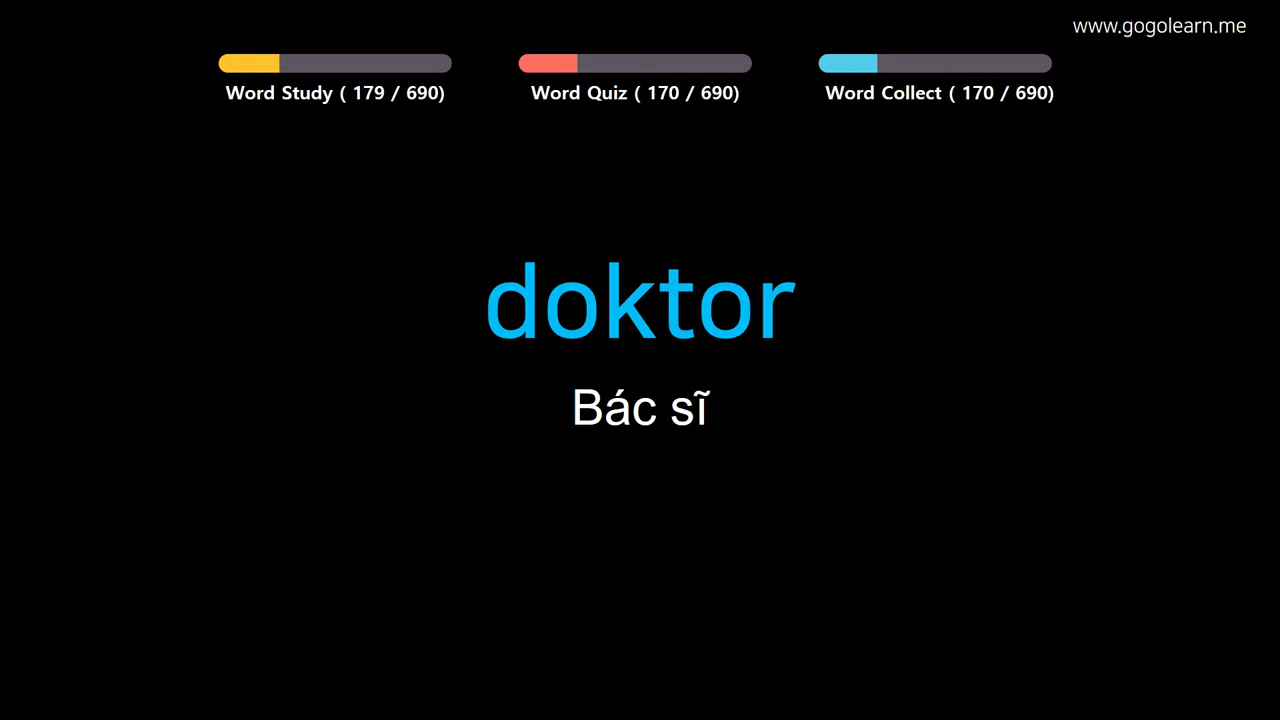 www.gogolearn.me
Word Study ( 179 / 690)
Word Quiz ( 170 / 690)
Word Collect ( 170 / 690)
doktor
Bác sĩ